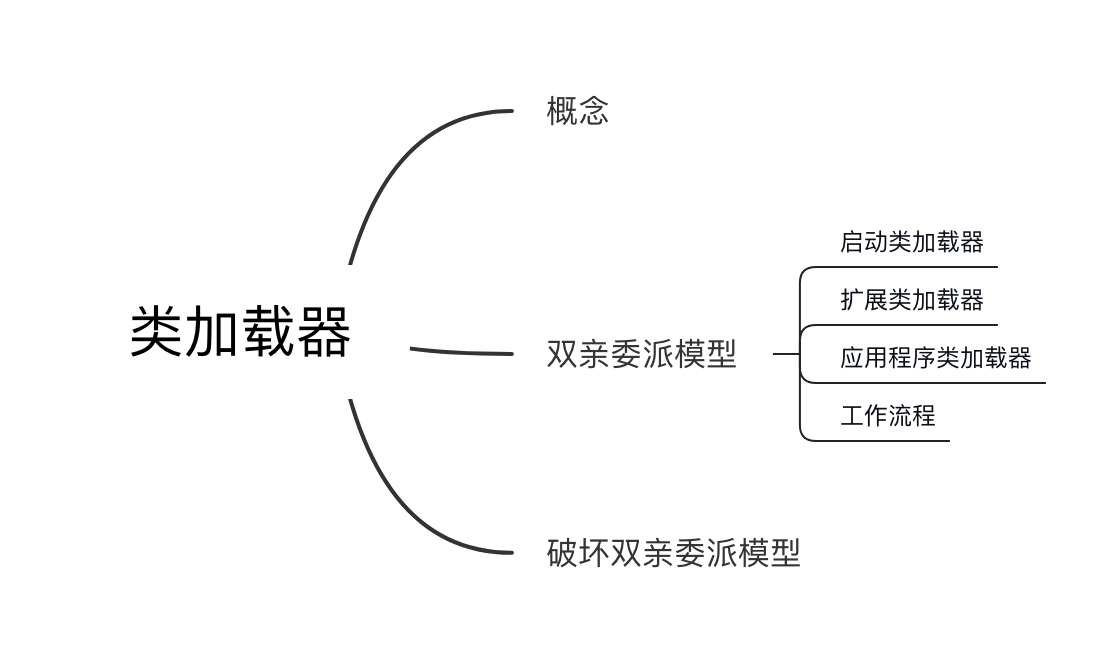 类加载器
概念
双亲委派模型
启动类加载器
扩展类加载器
应用程序类加载器
工作流程
破坏双亲委派模型